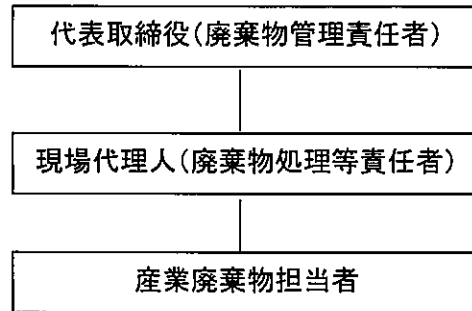 代表取締役(廃棄物管理責任者)
現場代理人(廃棄物処理等責任者)
産業廃棄物担当者